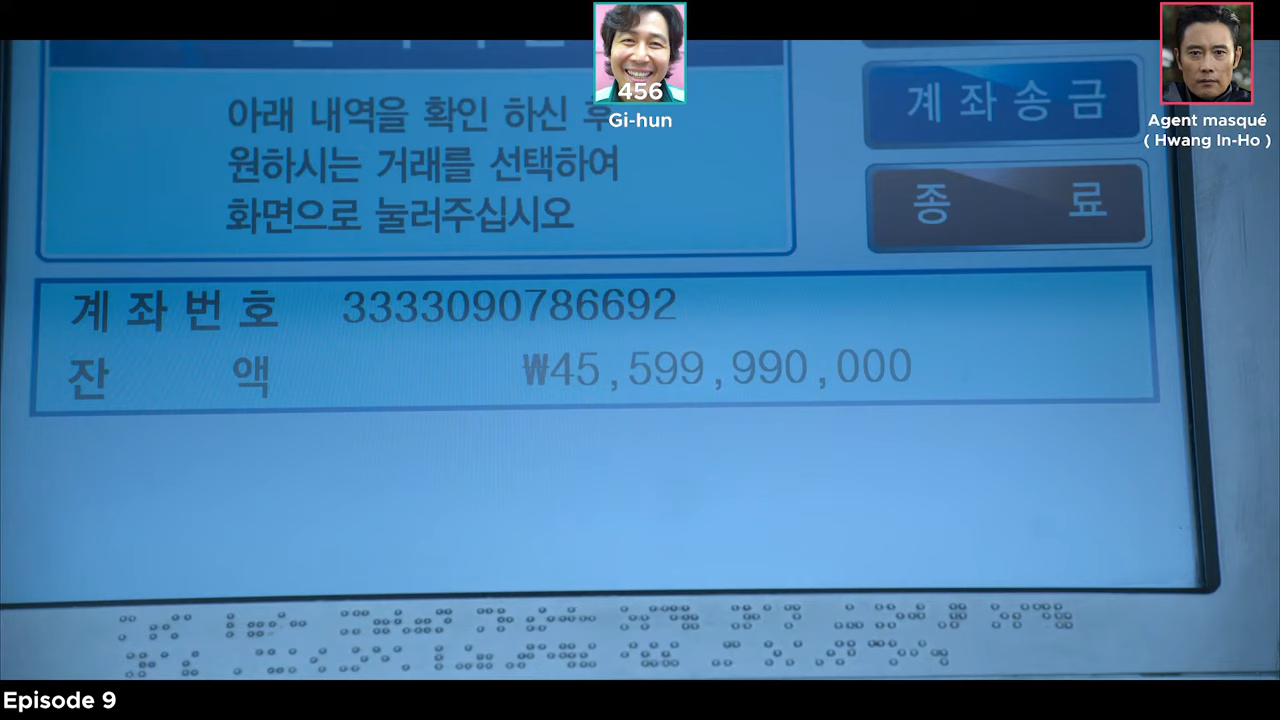 456
Gi-hun
Agent masqué
( Hwang In-Ho )
아래 내역을 확인 하신 후
원하시는 거래를 선택하여
화면으로 눌러주십시오
계좌송금
종 료
계좌번호 3333090786692
잔 액 ₩45,599,990,000
Episode 9